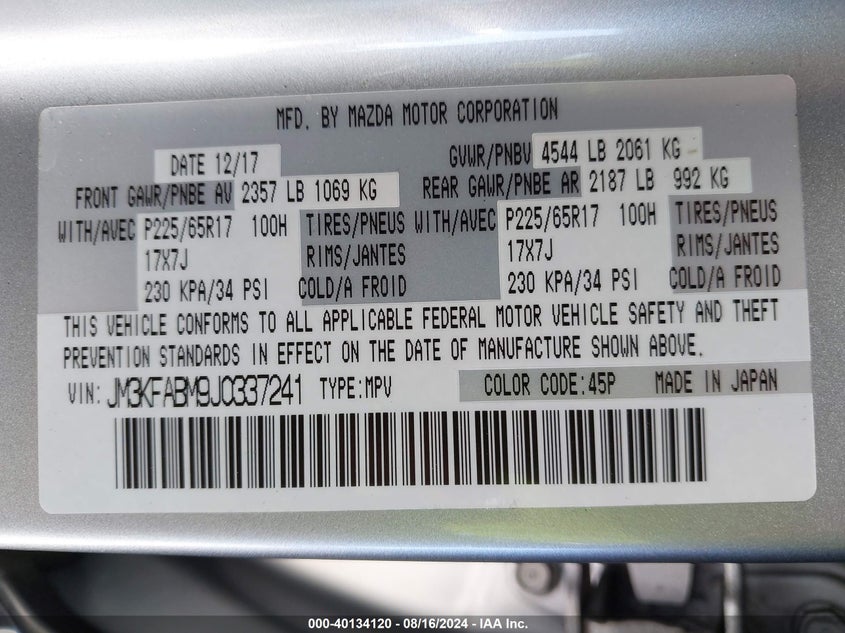 MFD. BY MAZDA MOTOR CORPORATION
DATE 12/17 GVWR/PNBV 4544 LB 2061 KG
FRONT GAWR/PNBE AV 2357 LB 1069 KG REAR GAWR/PNBE AR 2187 LB 992 KG
WITH/AVEC P225/65R17 100H TIRES/PNEUS WITH/AVEC P225/65R17 100H TIRES/PNEUS
17X7J RIMS/JANTES 17X7J RIMS/JANTES
230 KPA/34 PSI COLD/A FROID 230 KPA/34 PSI COLD/A FROID
THIS VEHICLE CONFORMS TO ALL APPLICABLE FEDERAL MOTOR VEHICLE SAFETY AND THEFT
PREVENTION STANDARDS IN EFFECT ON THE DATE OF MANUFACTURE SHOWN ABOVE.
VIN: JM3KFABM9J0337241 TYPE:MPV COLOR CODE:45P MADE IN JAPAN
000-40134120 - 08/16/2024 - IAA Inc.